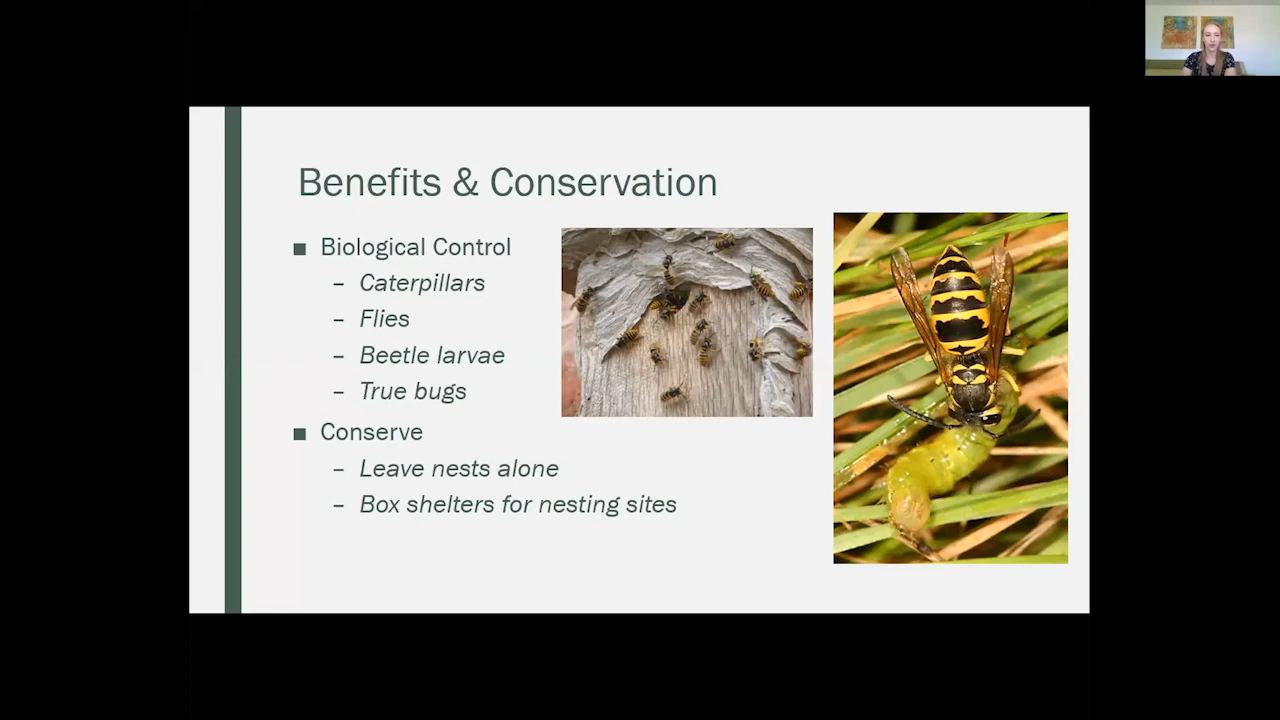 Benefits & Conservation
■ Biological Control
– Caterpillars
– Flies
– Beetle larvae
– True bugs
■ Conserve
– Leave nests alone
– Box shelters for nesting sites